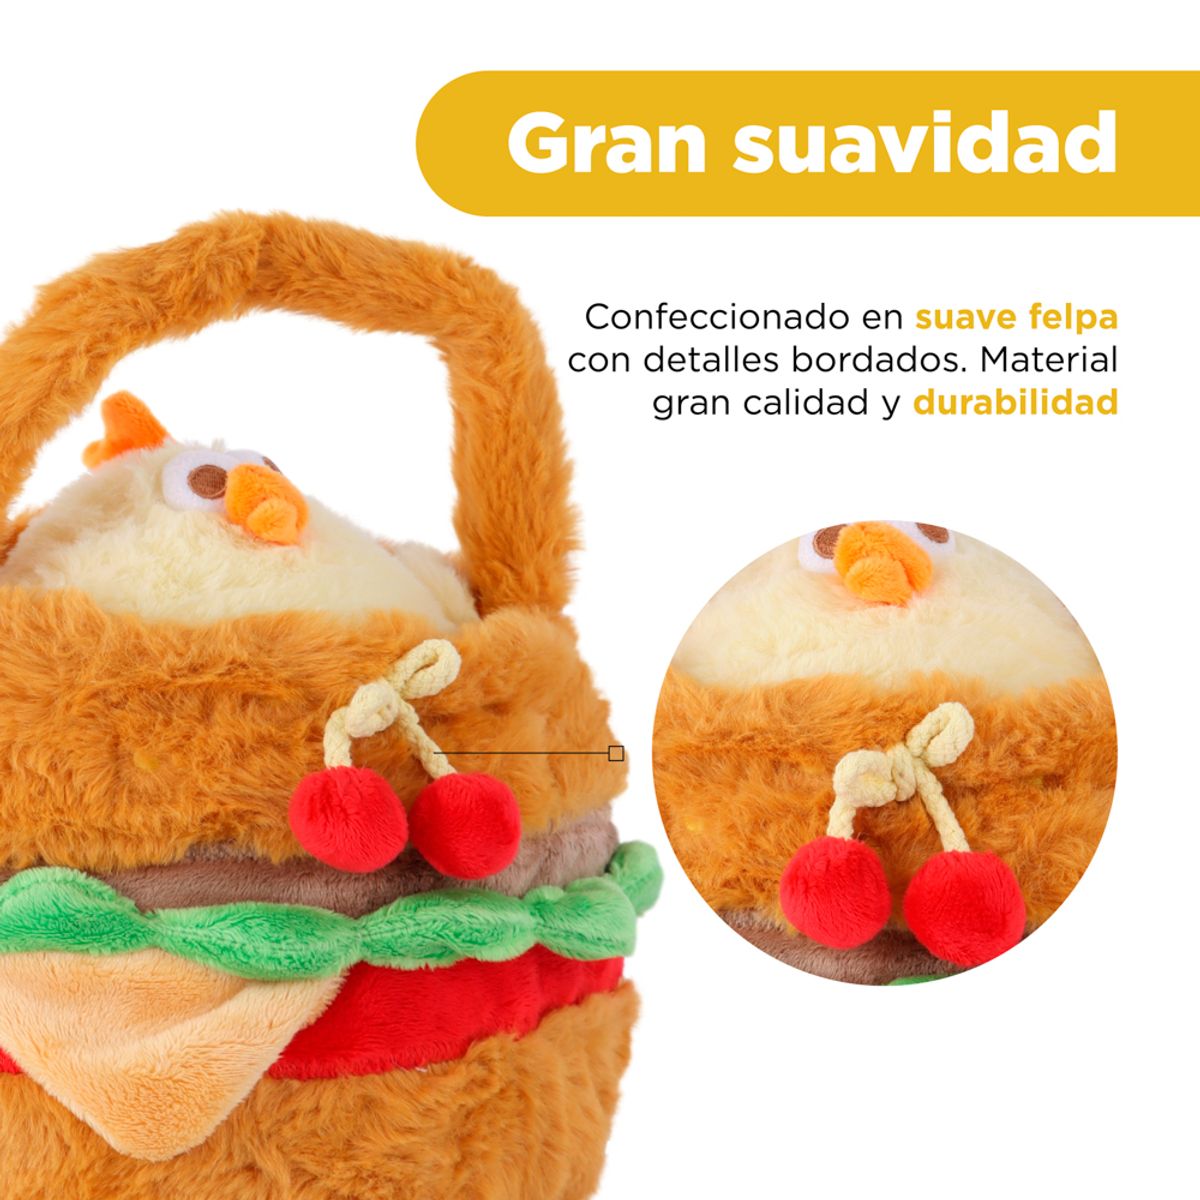 Gran suavidad
Confeccionado en suave felpa
con detalles bordados. Material
gran calidad y durabilidad